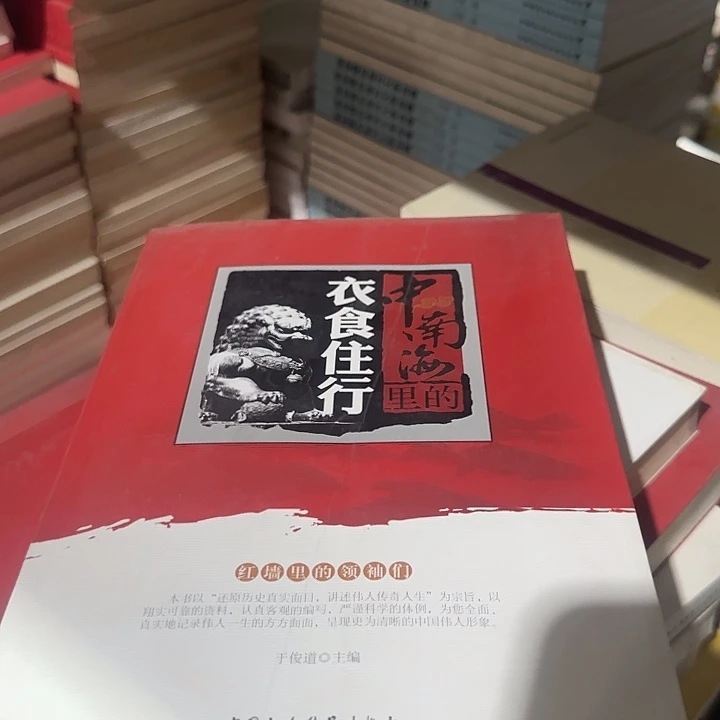 中南海
里的
衣食住行
红墙里的领袖们
本书以“还原历史真实面目，讲述伟人传奇人生”为宗旨，以
翔实可靠的资料，认真客观的编写，严谨科学的体例，为您全面、
真实地记录伟人一生的方方面面，呈现更为清晰的中国伟人形象。
于俊道◎主编